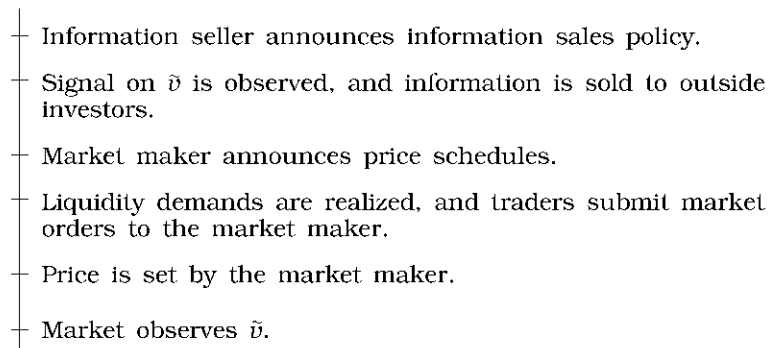 Information seller announces information sales policy.
Signal on ṽ is observed, and information is sold to outside
investors.
Market maker announces price schedules.
Liquidity demands are realized, and traders submit market
orders to the market maker.
Price is set by the market maker.
Market observes ṽ.